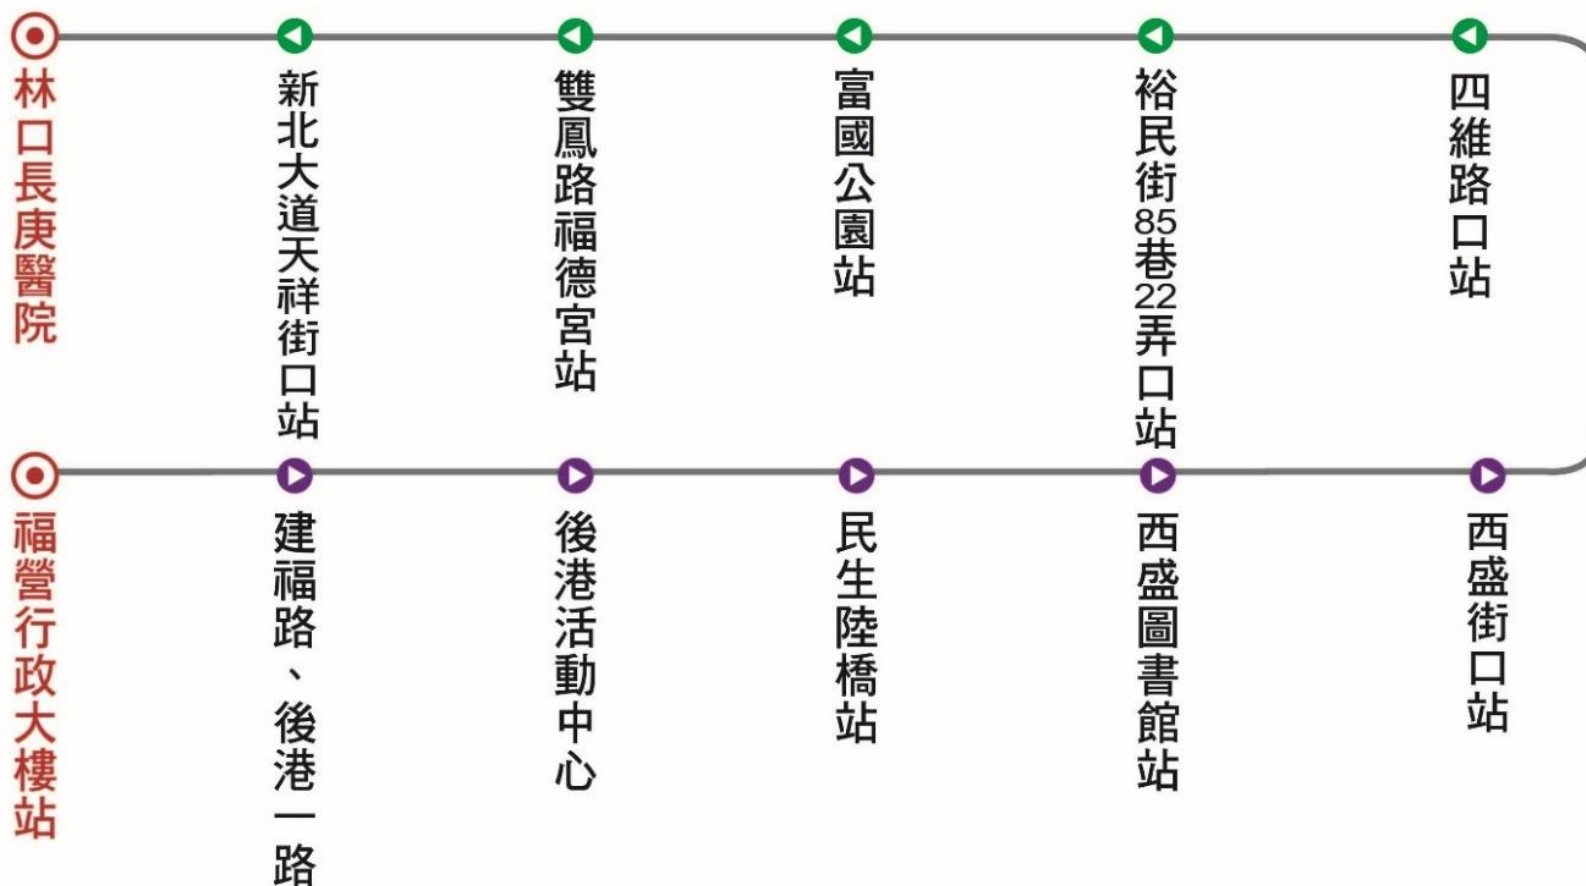 林口長庚醫院
新北大道天祥街口站
雙鳳路福德宮站
富國公園站
裕民街85巷22弄口站
四維路口站
福營行政大樓站
建福路、後港一路
後港活動中心
民生陸橋站
西盛圖書館站
西盛街口站